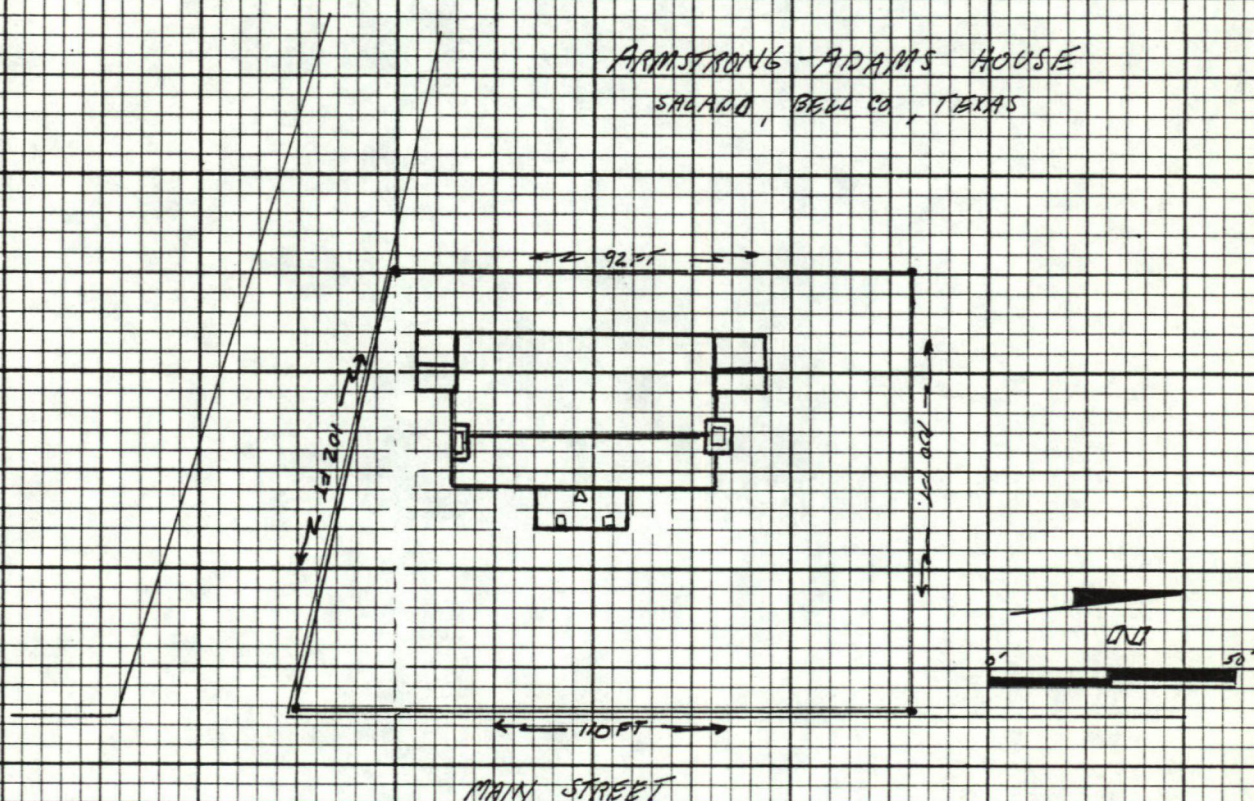 ARMSTRONG-ADAMS HOUSE
SALADO, BELL CO., TEXAS
92 FT
102 FT
100 FT.
N
0' 50'
110 FT
MAIN STREET